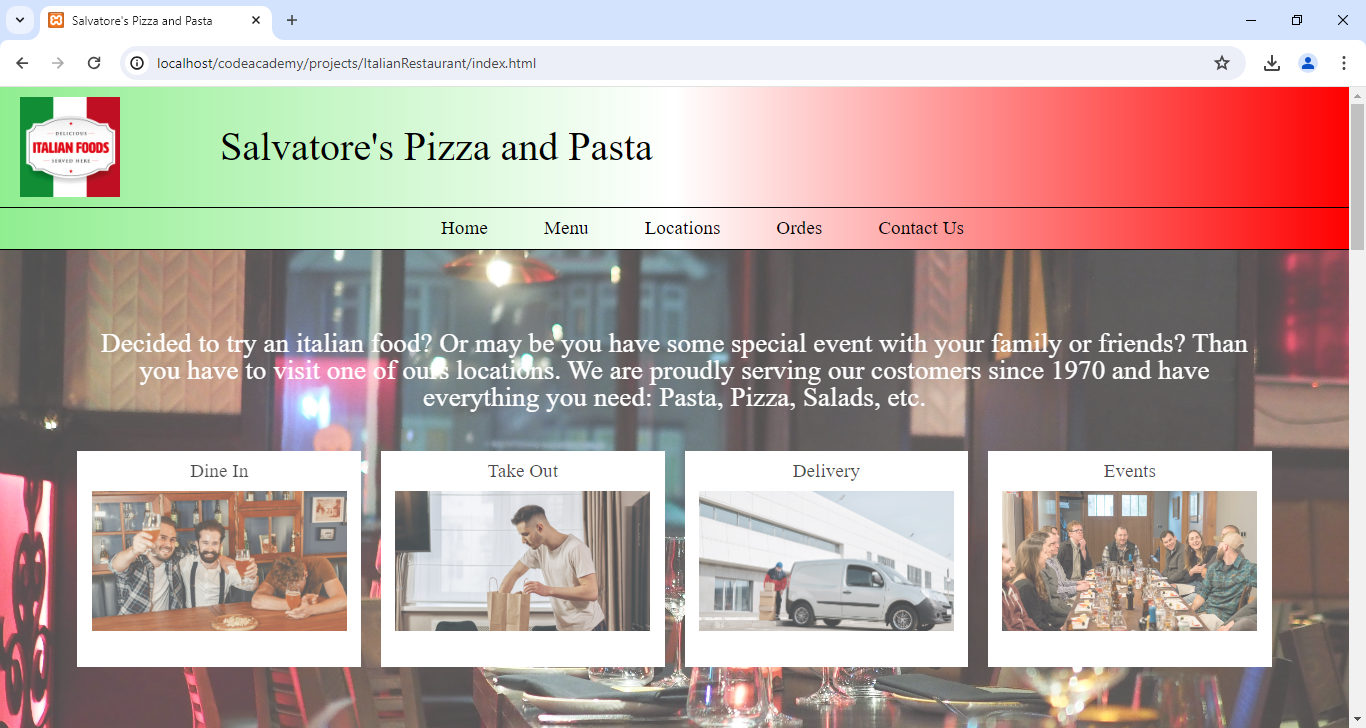 Salvatore's Pizza and Pasta
localhost/codeacademy/projects/ItalianRestaurant/index.html
DELICIOUS
ITALIAN FOODS
SERVED HERE
Salvatore's Pizza and Pasta
Home Menu Locations Ordes Contact Us
Decided to try an italian food? Or may be you have some special event with your family or friends? Than
you have to visit one of ours locations. We are proudly serving our costomers since 1970 and have
everything you need: Pasta, Pizza, Salads, etc.
Dine In Take Out Delivery Events